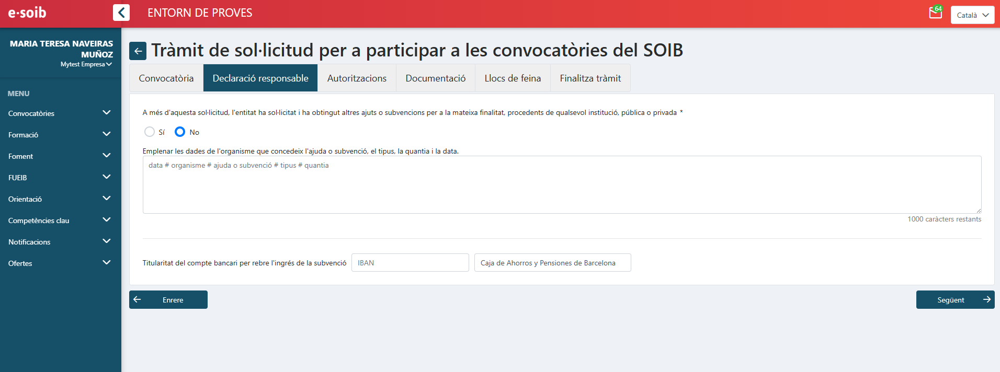 e·soib
ENTORN DE PROVES
64
Català
MARIA TERESA NAVEIRAS
MUÑOZ
Mytest Empresa
MENU
Convocatòries
Formació
Foment
FUEIB
Orientació
Competències clau
Notificacions
Ofertes
Tràmit de sol·licitud per a participar a les convocatòries del SOIB
Convocatòria
Declaració responsable
Autoritzacions
Documentació
Llocs de feina
Finalitza tràmit
A més d'aquesta sol·licitud, l'entitat ha sol·licitat i ha obtingut altres ajuts o subvencions per a la mateixa finalitat, procedents de qualsevol institució, pública o privada *
Sí
No
Emplenar les dades de l'organisme que concedeix l'ajuda o subvenció, el tipus, la quantia i la data.
data # organisme # ajuda o subvenció # tipus # quantia
1000 caràcters restants
Titularitat del compte bancari per rebre l'ingrés de la subvenció
IBAN
Caja de Ahorros y Pensiones de Barcelona
Enrere
Següent